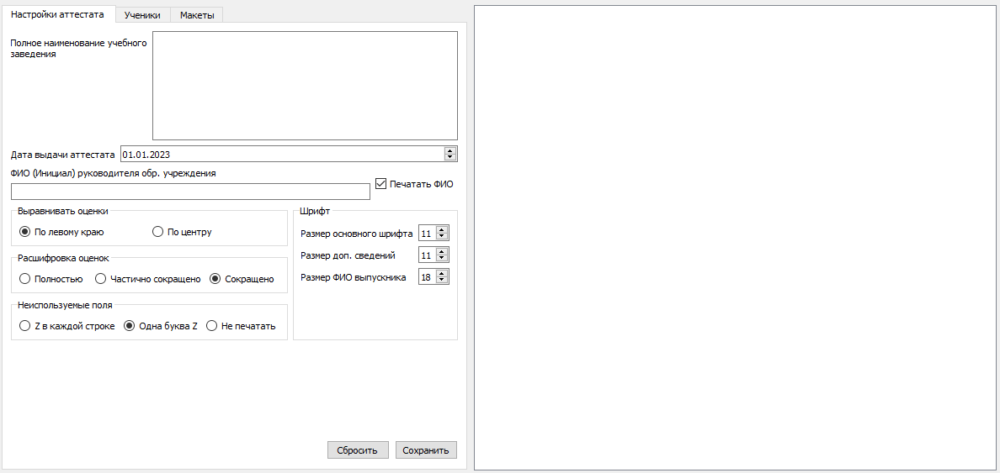 Настройки аттестата Ученики Макеты
Полное наименование учебного
заведения
Дата выдачи аттестата 01.01.2023
ФИО (Инициал) руководителя обр. учреждения
Печатать ФИО
Выравнивать оценки
По левому краю По центру
Расшифровка оценок
Полностью Частично сокращено Сокращено
Неиспользуемые поля
Z в каждой строке Одна буква Z Не печатать
Шрифт
Размер основного шрифта 11
Размер доп. сведений 11
Размер ФИО выпускника 18
Сбросить Сохранить